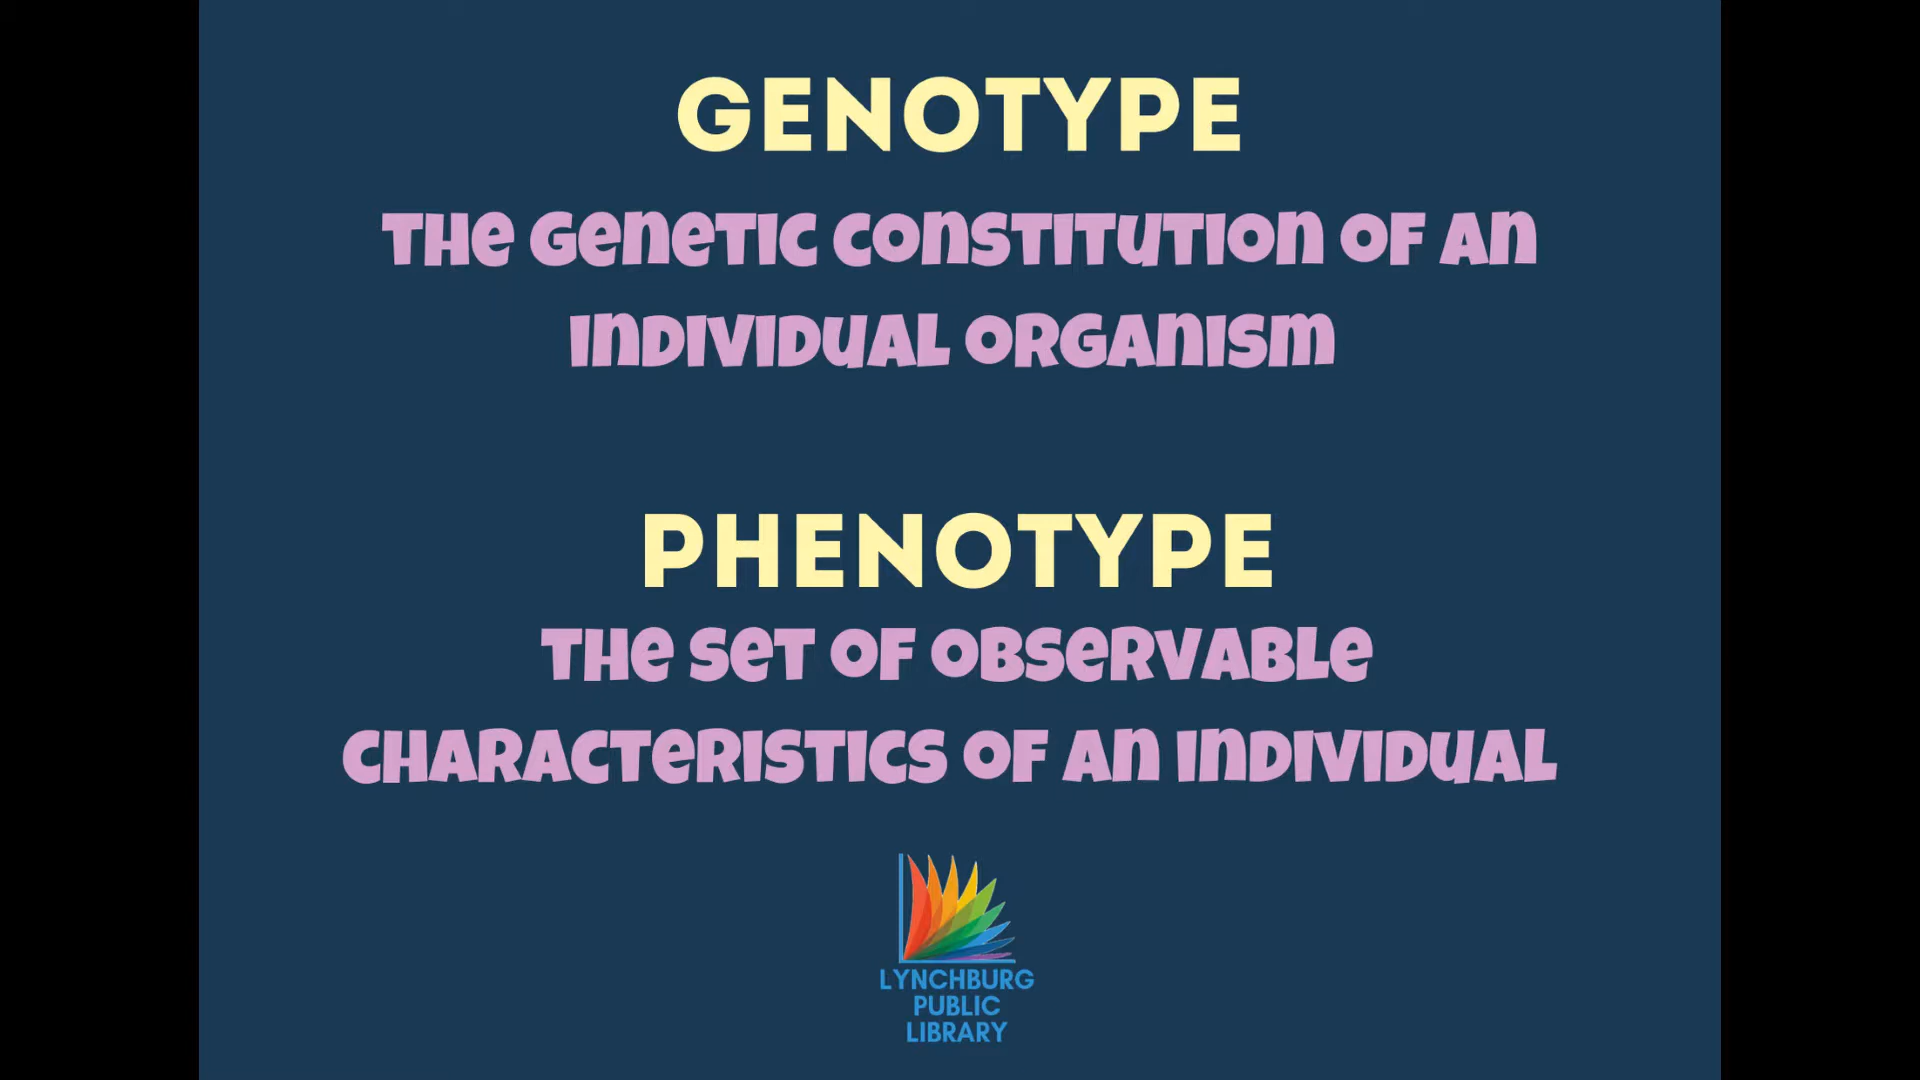 GENOTYPE
THE GENETIC CONSTITUTION OF AN
INDIVIDUAL ORGANISM
PHENOTYPE
THE SET OF OBSERVABLE
CHARACTERISTICS OF AN INDIVIDUAL
LYNCHBURG
PUBLIC
LIBRARY